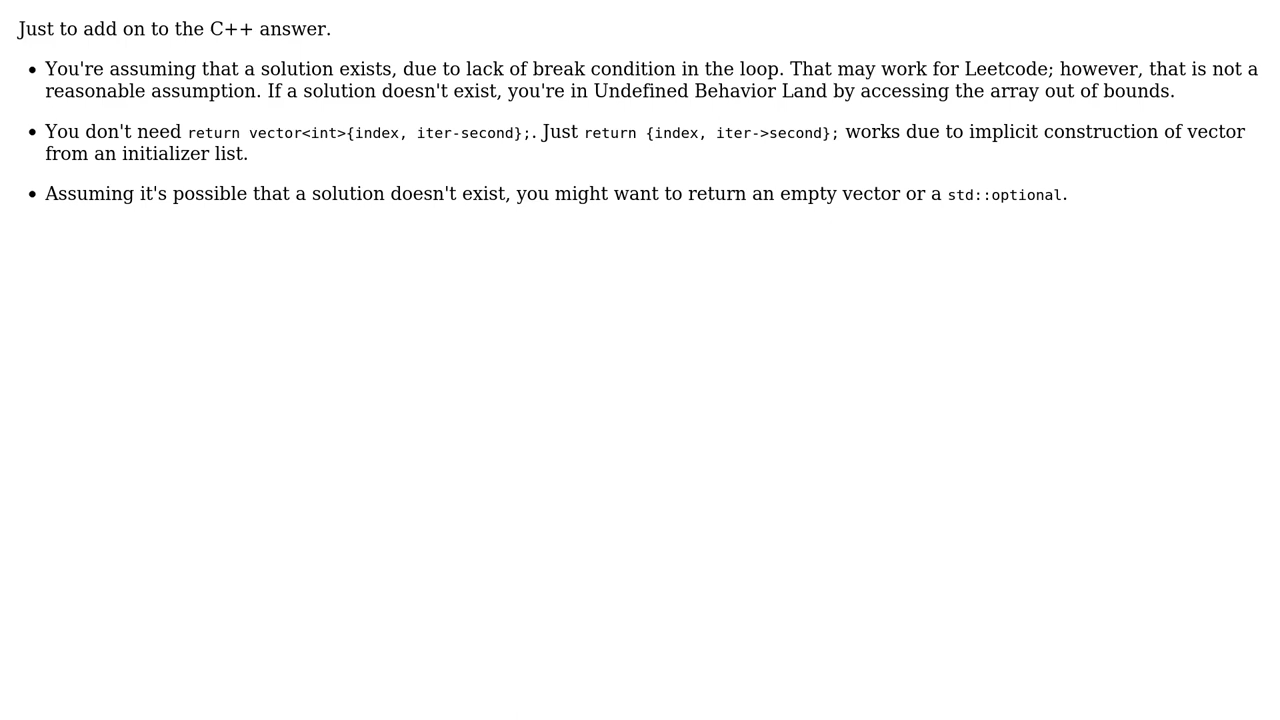 Just to add on to the C++ answer.
• You're assuming that a solution exists, due to lack of break condition in the loop. That may work for Leetcode; however, that is not a
reasonable assumption. If a solution doesn't exist, you're in Undefined Behavior Land by accessing the array out of bounds.
• You don't need return vector<int>{index, iter-second};. Just return {index, iter->second}; works due to implicit construction of vector
from an initializer list.
• Assuming it's possible that a solution doesn't exist, you might want to return an empty vector or a std::optional.